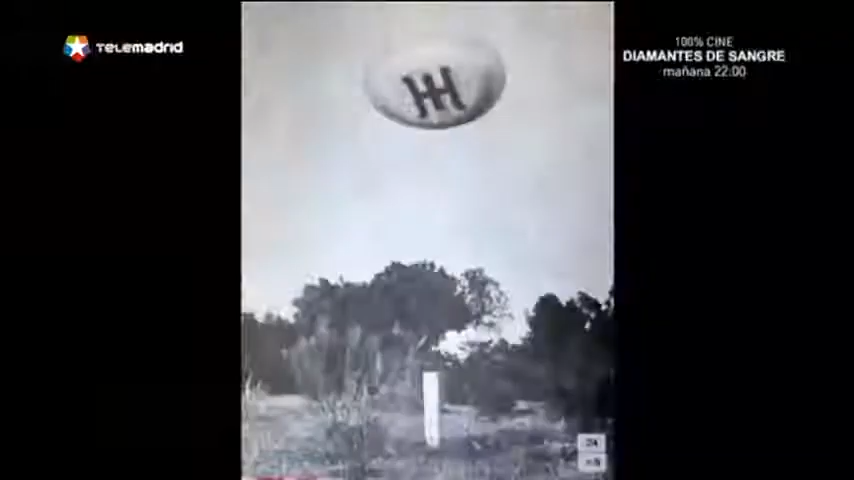 TELEMADRID
100% CINE
DIAMANTES DE SANGRE
mañana 22:00